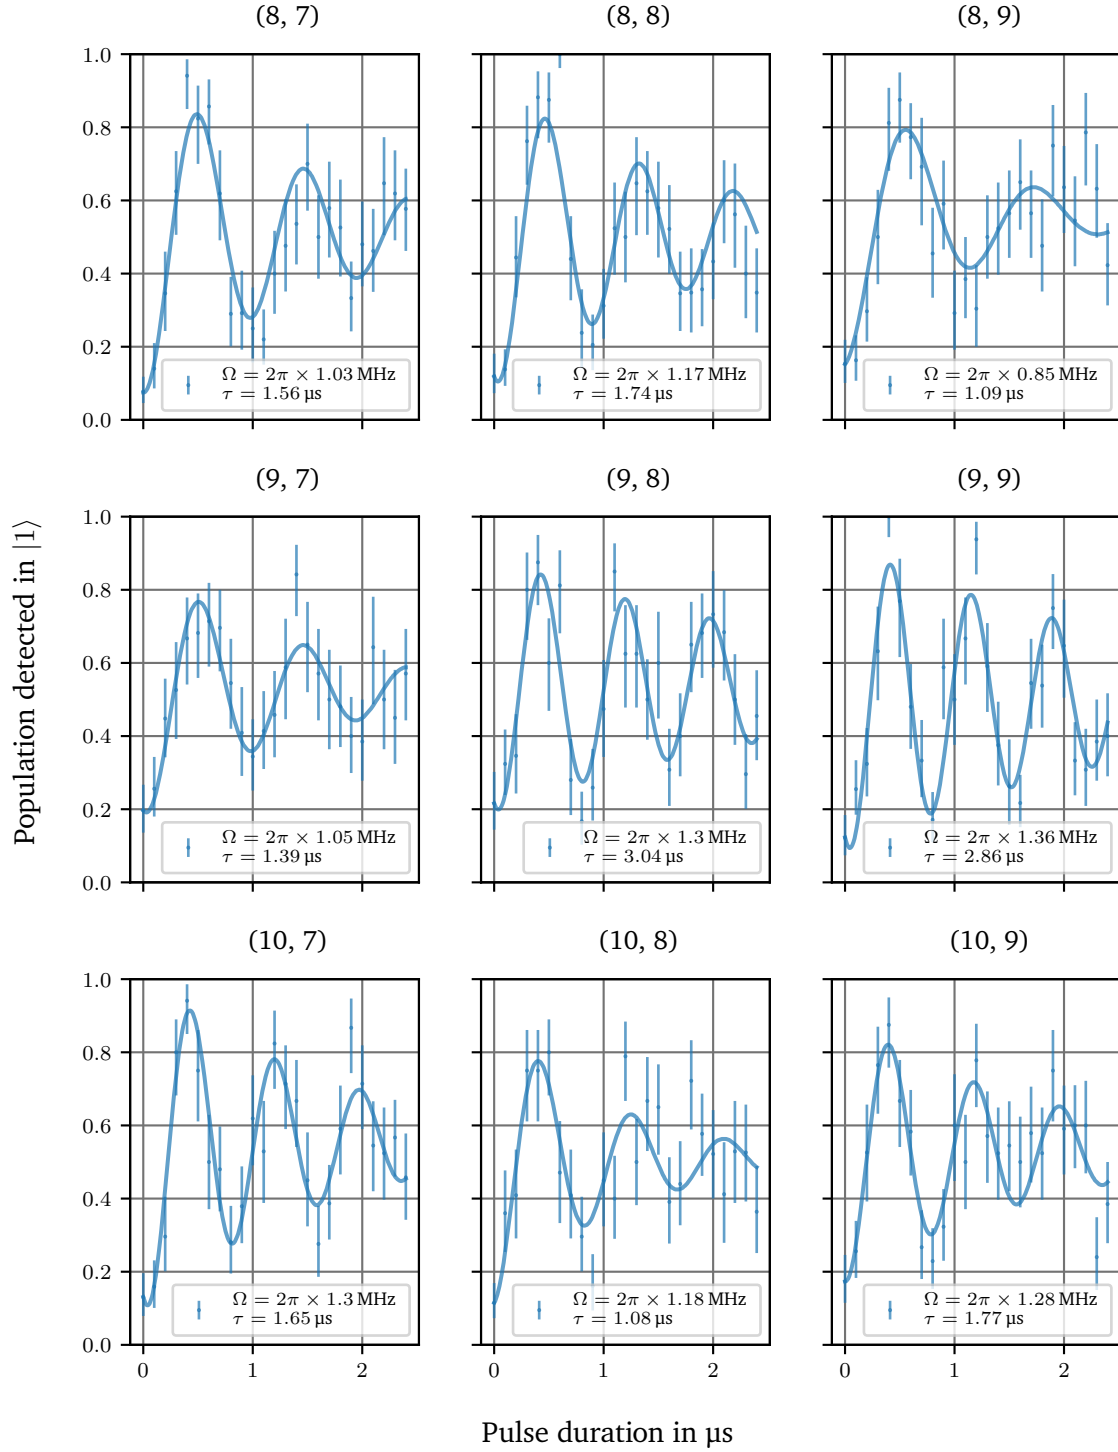 (8, 7)
(8, 8)
(8, 9)
1.0
0.8
0.6
0.4
0.2
0.0
Ω = 2π × 1.03 MHz
τ = 1.56 µs
Ω = 2π × 1.17 MHz
τ = 1.74 µs
Ω = 2π × 0.85 MHz
τ = 1.09 µs
(9, 7)
(9, 8)
(9, 9)
Population detected in |1⟩
1.0
0.8
0.6
0.4
0.2
0.0
Ω = 2π × 1.05 MHz
τ = 1.39 µs
Ω = 2π × 1.3 MHz
τ = 3.04 µs
Ω = 2π × 1.36 MHz
τ = 2.86 µs
(10, 7)
(10, 8)
(10, 9)
1.0
0.8
0.6
0.4
0.2
0.0
Ω = 2π × 1.3 MHz
τ = 1.65 µs
Ω = 2π × 1.18 MHz
τ = 1.08 µs
Ω = 2π × 1.28 MHz
τ = 1.77 µs
0 1 2
0 1 2
0 1 2
Pulse duration in µs